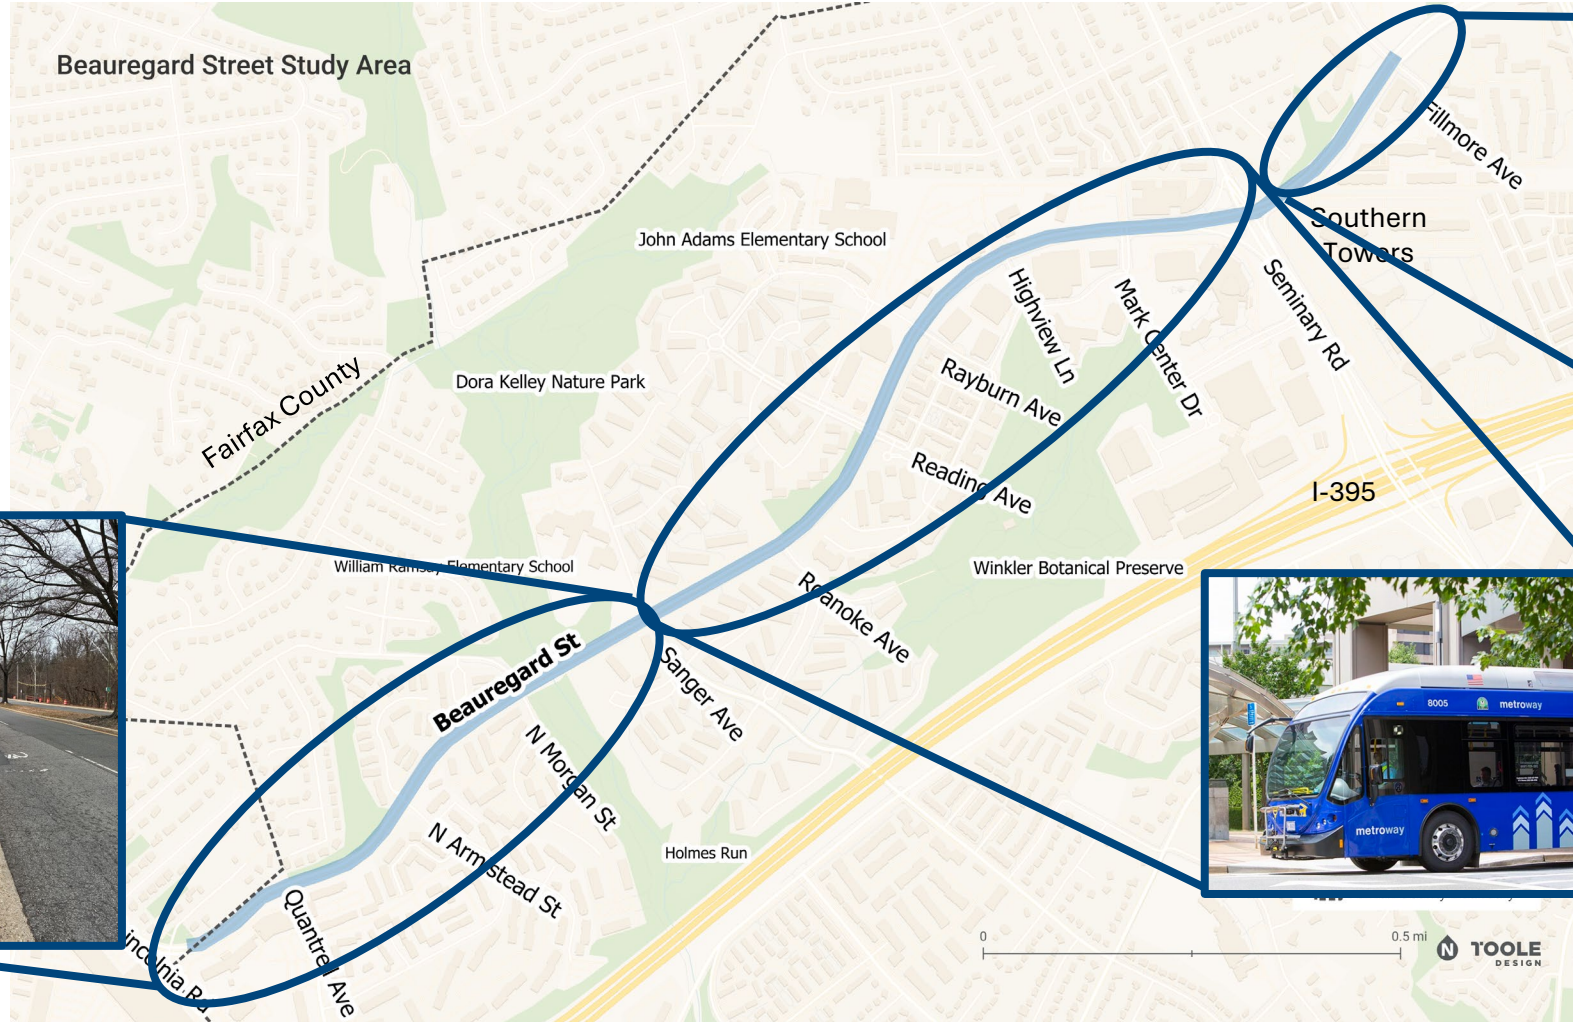 Beauregard Street Study Area
Fillmore Ave
Southern
Towers
John Adams Elementary School
Seminary Rd
Highview Ln
Mark Center Dr
Fairfax County
Dora Kelley Nature Park
Rayburn Ave
Reading Ave
I-395
William Ramsay Elementary School
Winkler Botanical Preserve
Roanoke Ave
Beauregard St
Sanger Ave
N Morgan St
8005
metroway
metroway
N Armistead St
Holmes Run
Quantrell Ave
incolnia Rd
0
0.5 mi
N
TOOLE
DESIGN